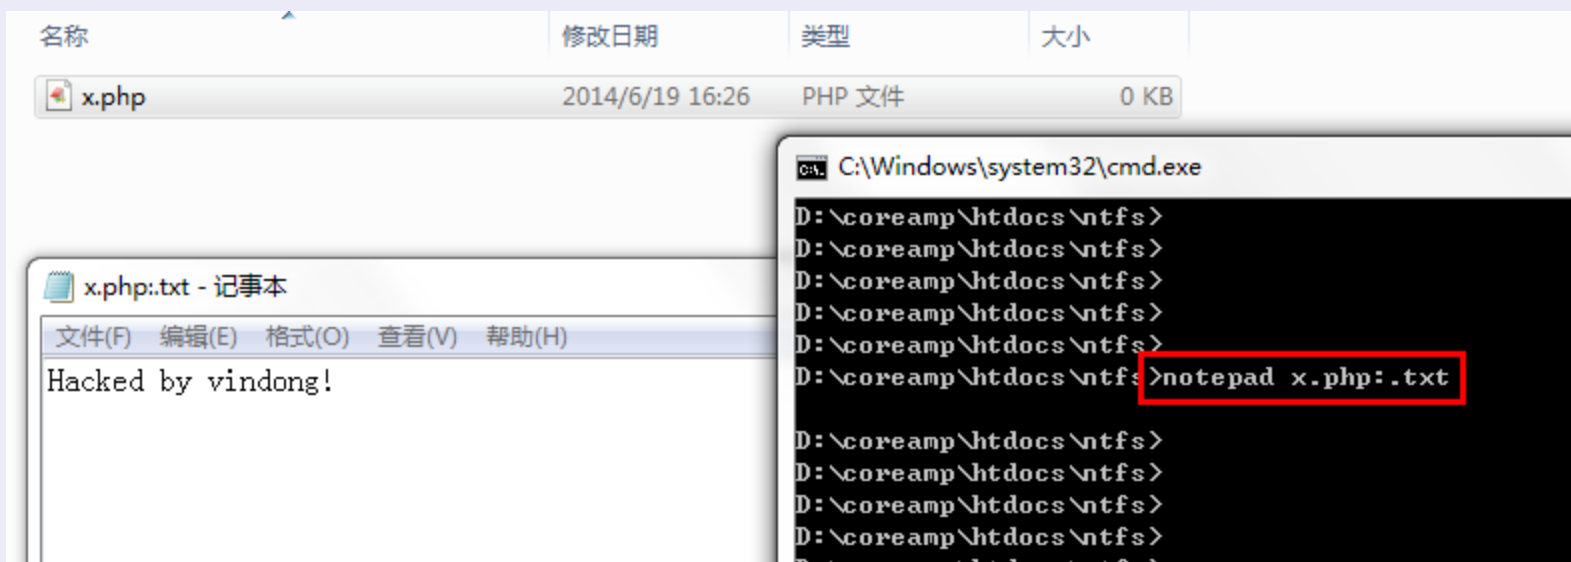 名称 修改日期 类型 大小
x.php 2014/6/19 16:26 PHP 文件 0 KB
C:\Windows\system32\cmd.exe
D:\coreamp\htdocs\ntfs>
D:\coreamp\htdocs\ntfs>
D:\coreamp\htdocs\ntfs>
D:\coreamp\htdocs\ntfs>
D:\coreamp\htdocs\ntfs>
D:\coreamp\htdocs\ntfs>notepad x.php:.txt
D:\coreamp\htdocs\ntfs>
D:\coreamp\htdocs\ntfs>
D:\coreamp\htdocs\ntfs>
D:\coreamp\htdocs\ntfs>
x.php:.txt - 记事本
文件(F) 编辑(E) 格式(O) 查看(V) 帮助(H)
Hacked by vindong!